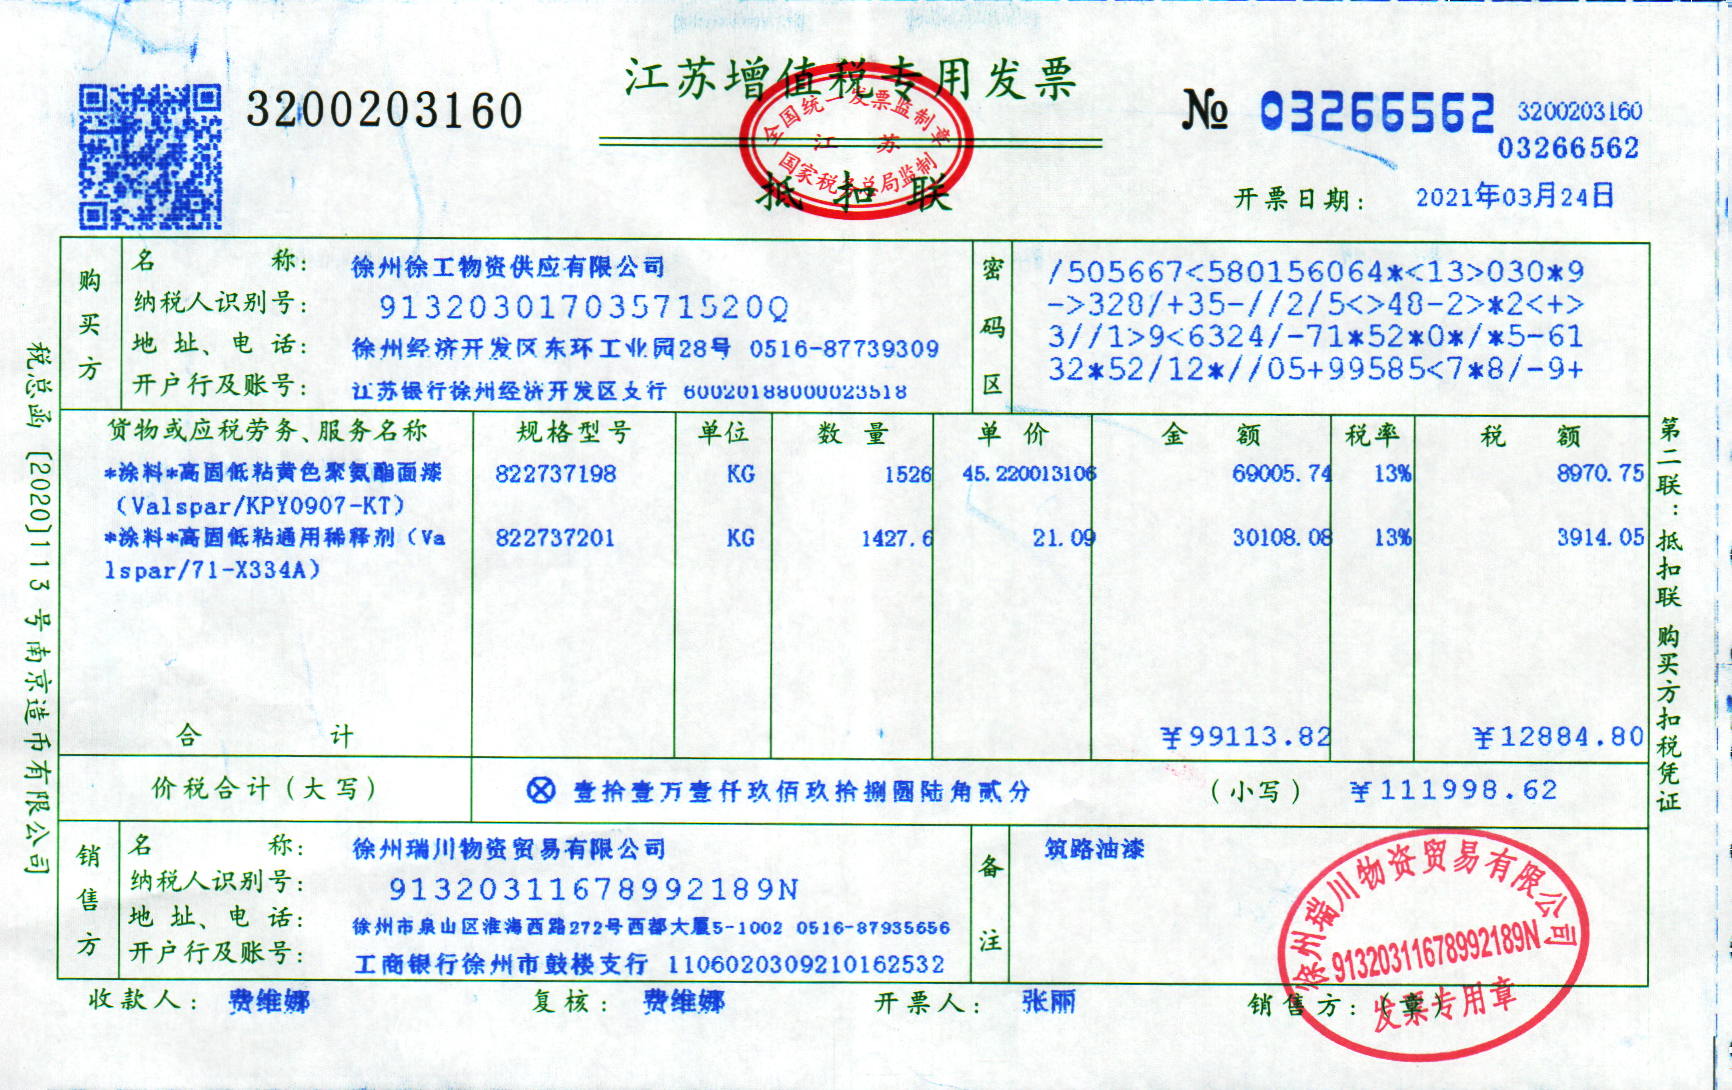 3200203160
江苏增值税专用发票
全国统一发票监制章
江苏
国家税务总局监制
抵扣联
№ 03266562
3200203160
03266562
开票日期: 2021年03月24日
购买方
名称: 徐州徐工物资供应有限公司
纳税人识别号: 91320301703571520Q
地址、电话: 徐州经济开发区东环工业园28号 0516-87739309
开户行及账号: 江苏银行徐州经济开发区支行 60020188000023518
密码区
/505667<580156064*<13>030*9
->328/+35-//2/5<>48-2>*2<+>
3//1>9<6324/-71*52*0*/*5-61
32*52/12*//05+99585<7*8/-9+
货物或应税劳务、服务名称 规格型号 单位 数量 单价 金额 税率 税额
*涂料*高固低粘黄色聚氨酯面漆 822737198 KG 1526 45.220013106 69005.74 13% 8970.75
(Valspar/KPY0907-KT)
*涂料*高固低粘通用稀释剂(Va 822737201 KG 1427.6 21.09 30108.08 13% 3914.05
lspar/71-X334A)
合计 ¥99113.82 ¥12884.80
价税合计(大写) ⊗ 壹拾壹万壹仟玖佰玖拾捌圆陆角贰分 (小写) ¥111998.62
销售方
名称: 徐州瑞川物资贸易有限公司
纳税人识别号: 91320311678992189N
地址、电话: 徐州市泉山区淮海西路272号西都大厦5-1002 0516-87935656
开户行及账号: 工商银行徐州市鼓楼支行 1106020309210162532
备注
筑路油漆
徐州瑞川物资贸易有限公司
91320311678992189N
发票专用章
收款人: 费维娜 复核: 费维娜 开票人: 张丽 销售方:(章)
税总函[2020]113号南京造币有限公司
第二联:抵扣联 购买方扣税凭证